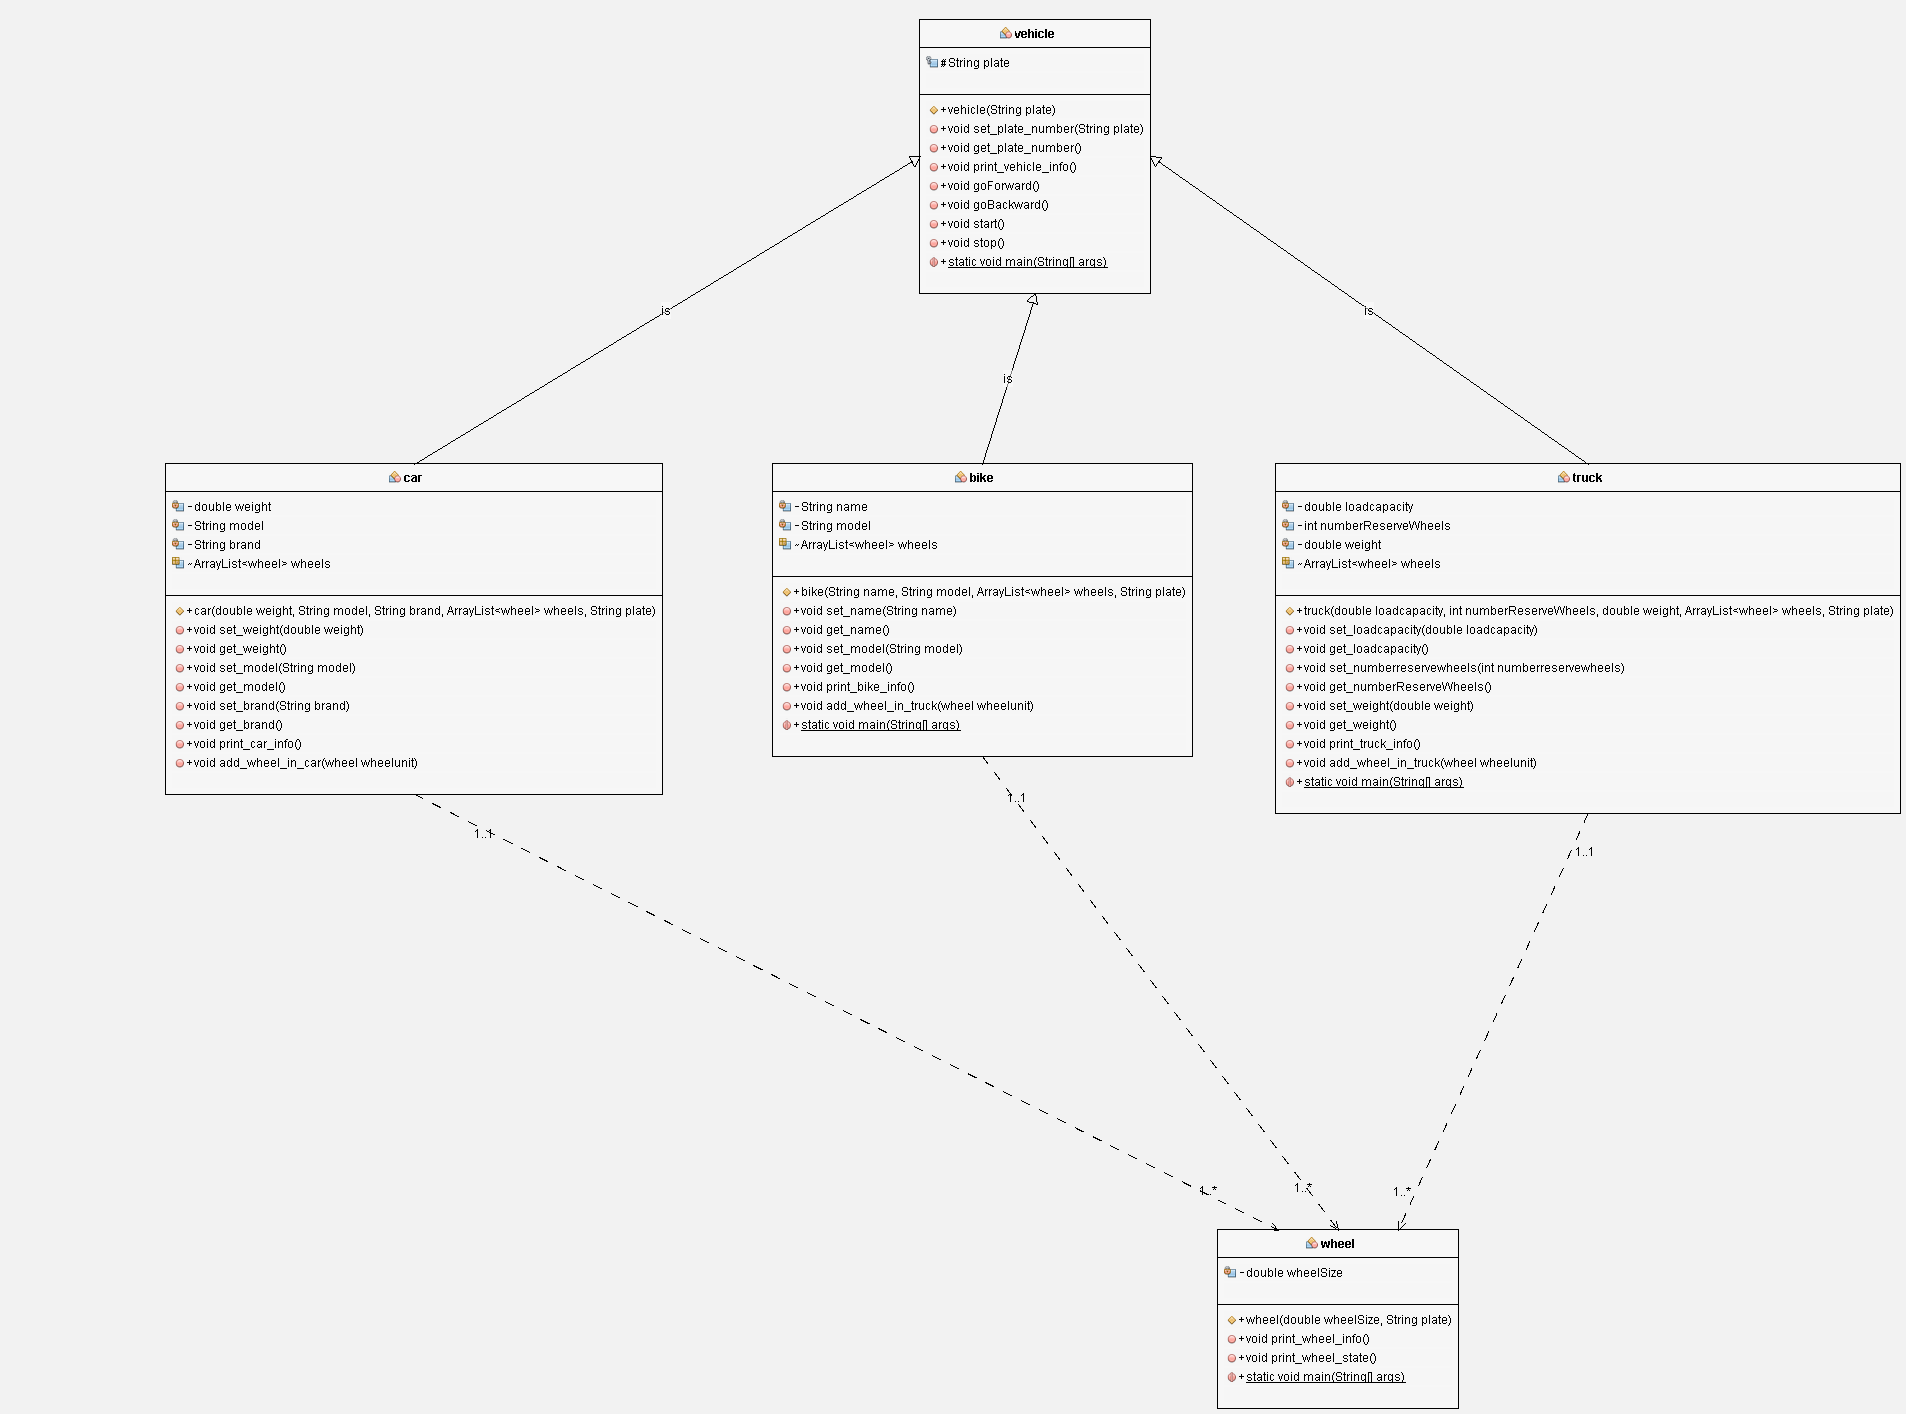 vehicle
#String plate
+vehicle(String plate)
+void set_plate_number(String plate)
+void get_plate_number()
+void print_vehicle_info()
+void goForward()
+void goBackward()
+void start()
+void stop()
+static void main(String[] args)
is
is
is
car
-double weight
-String model
-String brand
~ArrayList<wheel> wheels
+car(double weight, String model, String brand, ArrayList<wheel> wheels, String plate)
+void set_weight(double weight)
+void get_weight()
+void set_model(String model)
+void get_model()
+void set_brand(String brand)
+void get_brand()
+void print_car_info()
+void add_wheel_in_car(wheel wheelunit)
bike
-String name
-String model
~ArrayList<wheel> wheels
+bike(String name, String model, ArrayList<wheel> wheels, String plate)
+void set_name(String name)
+void get_name()
+void set_model(String model)
+void get_model()
+void print_bike_info()
+void add_wheel_in_truck(wheel wheelunit)
+static void main(String[] args)
truck
-double loadcapacity
-int numberReserveWheels
-double weight
~ArrayList<wheel> wheels
+truck(double loadcapacity, int numberReserveWheels, double weight, ArrayList<wheel> wheels, String plate)
+void set_loadcapacity(double loadcapacity)
+void get_loadcapacity()
+void set_numberreservewheels(int numberreservewheels)
+void get_numberReserveWheels()
+void set_weight(double weight)
+void get_weight()
+void print_truck_info()
+void add_wheel_in_truck(wheel wheelunit)
+static void main(String[] args)
1..1
1..1
1..1
1..*
1..*
1..*
wheel
-double wheelSize
+wheel(double wheelSize, String plate)
+void print_wheel_info()
+void print_wheel_state()
+static void main(String[] args)